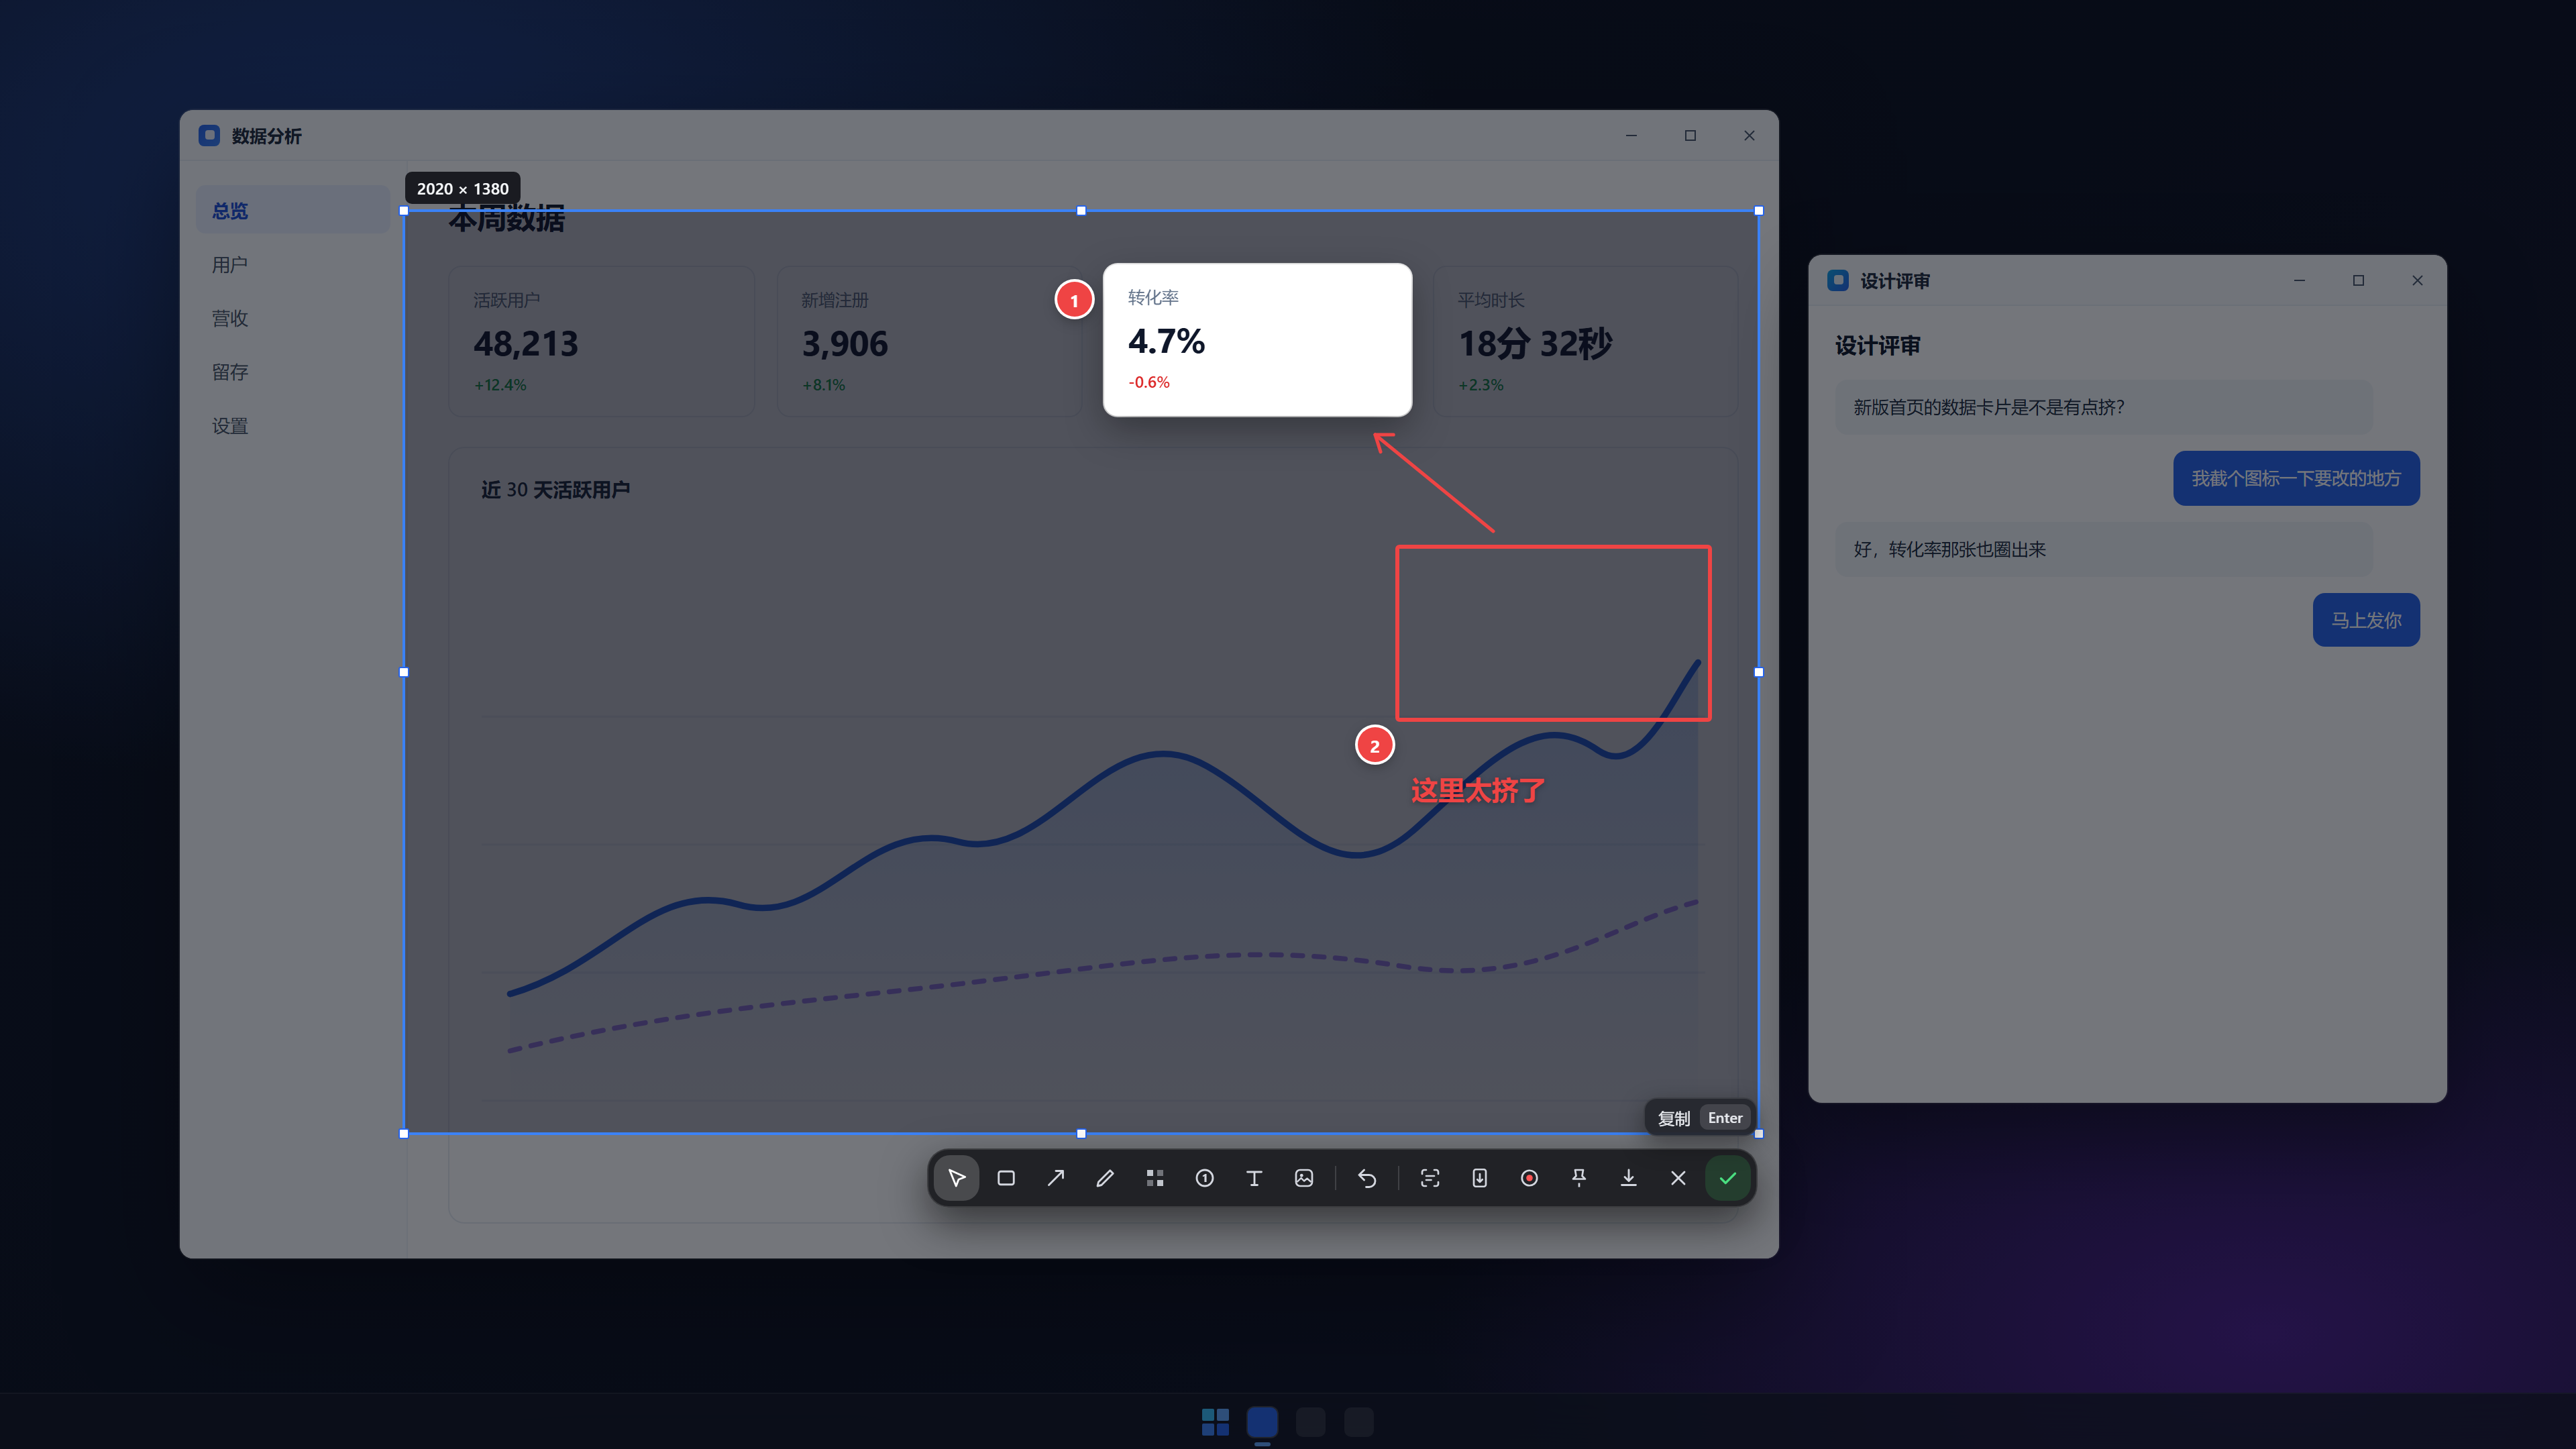 数据分析
总览
用户
营收
留存
设置
2020 × 1380
本周数据
活跃用户
48,213
+12.4%
新增注册
3,906
+8.1%
1
转化率
4.7%
-0.6%
平均时长
18分 32秒
+2.3%
近 30 天活跃用户
2
这里太挤了
复制 Enter
1
T
设计评审
设计评审
新版首页的数据卡片是不是有点挤?
我截个图标一下要改的地方
好，转化率那张也圈出来
马上发你